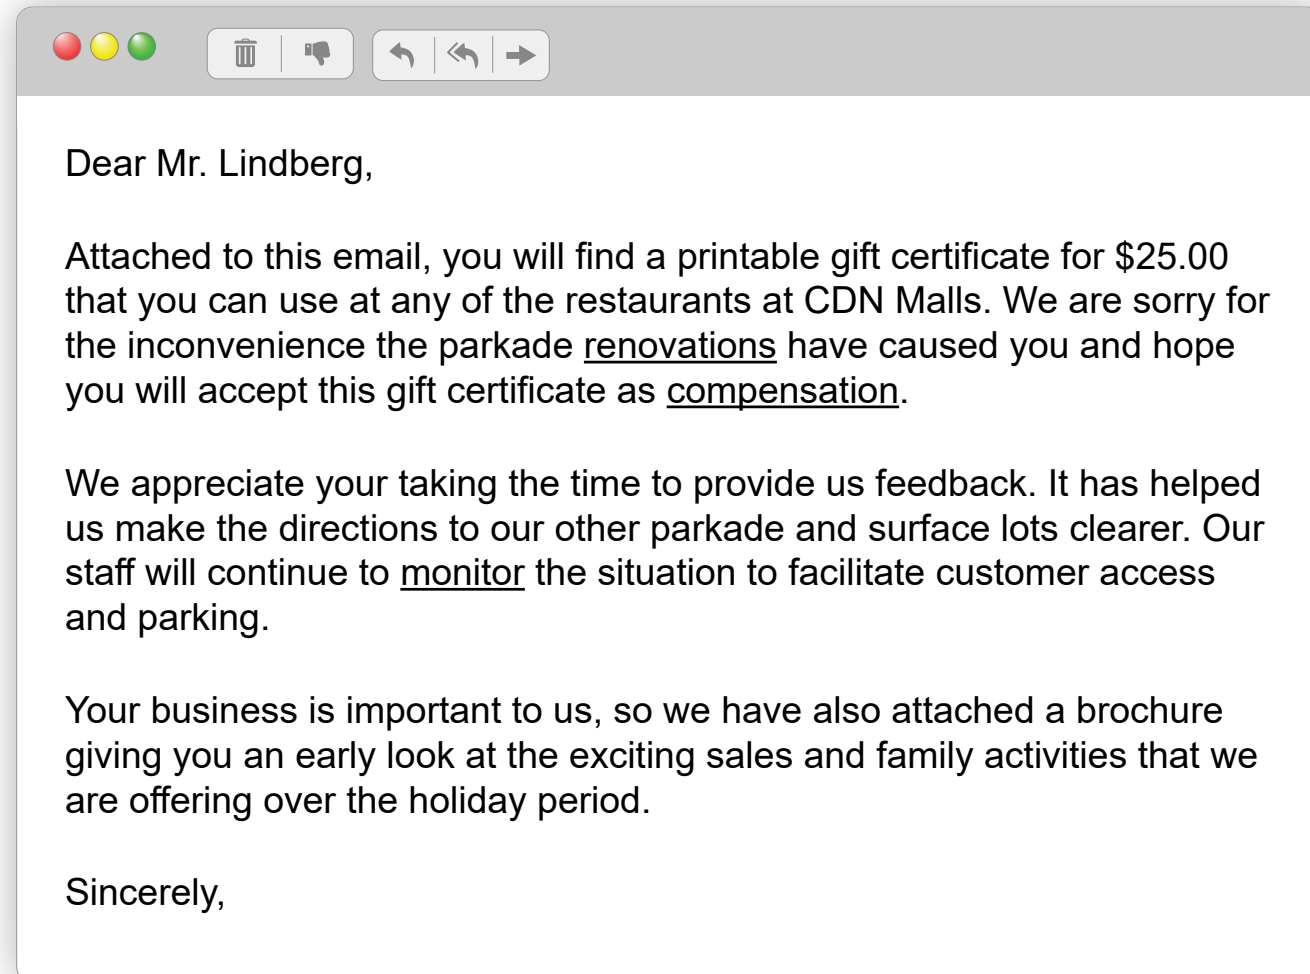 Dear Mr. Lindberg,
Attached to this email, you will find a printable gift certificate for $25.00
that you can use at any of the restaurants at CDN Malls. We are sorry for
the inconvenience the parkade renovations have caused you and hope
you will accept this gift certificate as compensation.
We appreciate your taking the time to provide us feedback. It has helped
us make the directions to our other parkade and surface lots clearer. Our
staff will continue to monitor the situation to facilitate customer access
and parking.
Your business is important to us, so we have also attached a brochure
giving you an early look at the exciting sales and family activities that we
are offering over the holiday period.
Sincerely,